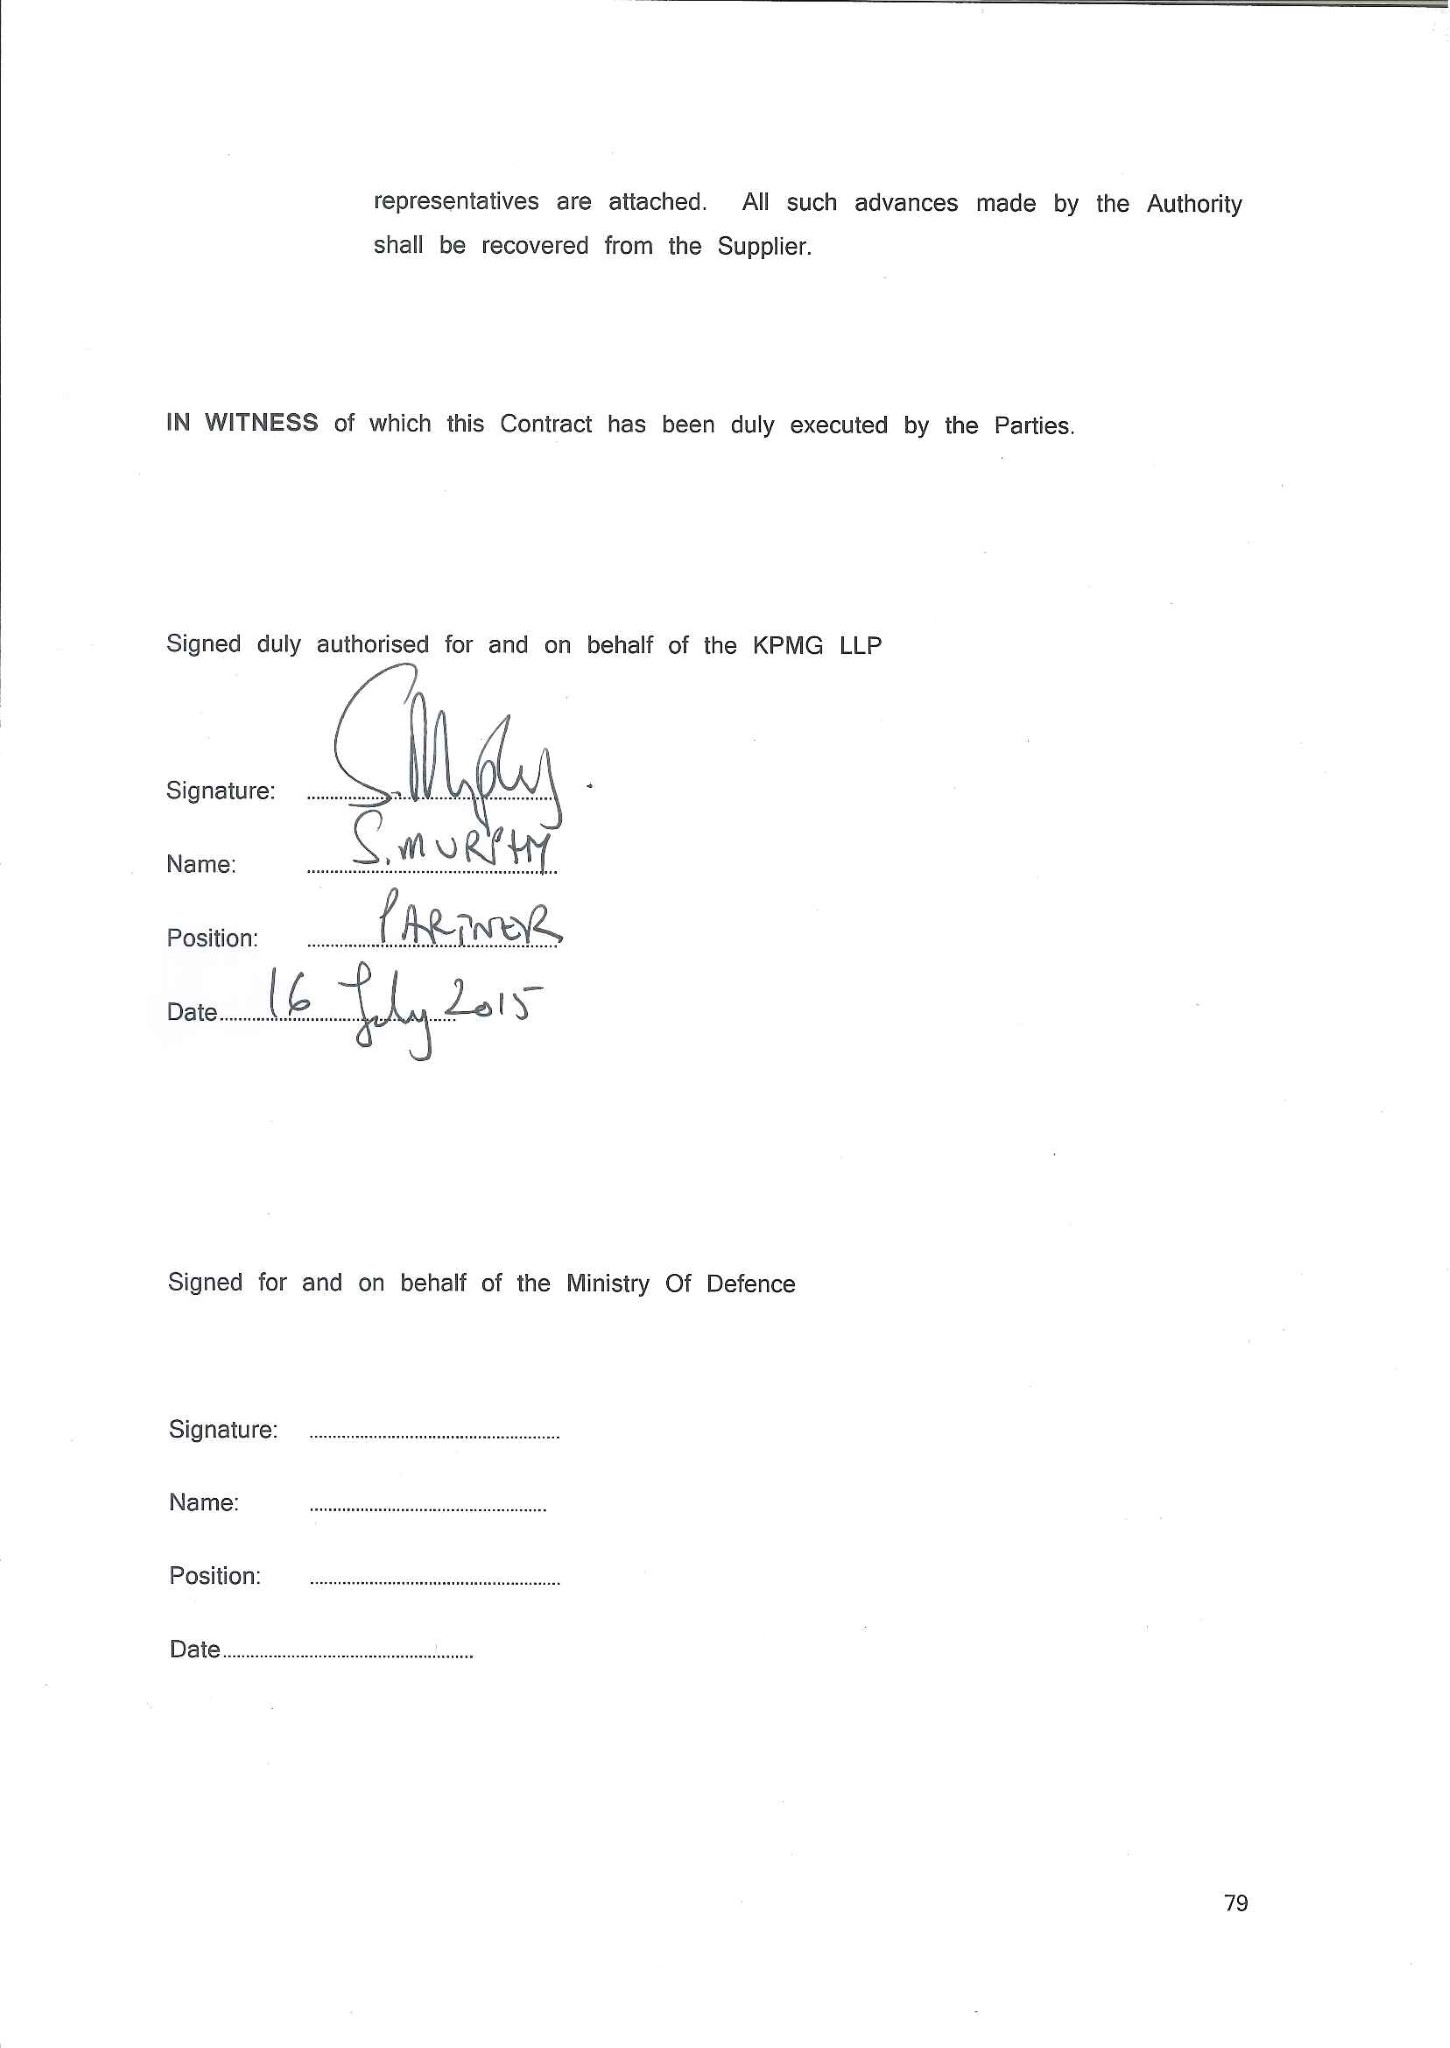 representatives are attached. All such advances made by the Authority
shall be recovered from the Supplier.
IN WITNESS of which this Contract has been duly executed by the Parties.
Signed duly authorised for and on behalf of the KPMG LLP
Signature: S.Murphy
Name: S. MURPHY
Position: PARTNER
Date 16 July 2015
Signed for and on behalf of the Ministry Of Defence
Signature:
Name:
Position:
Date
79